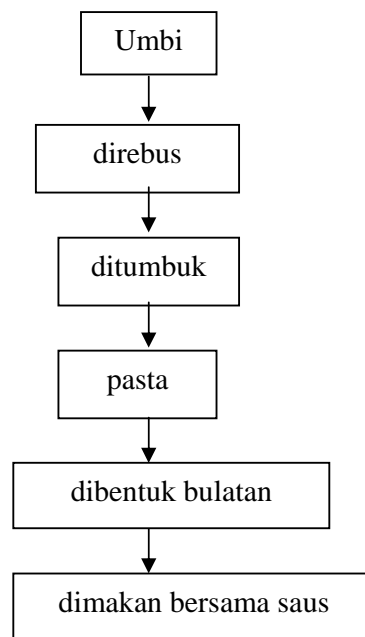 Umbi
direbus
ditumbuk
pasta
dibentuk bulatan
dimakan bersama saus